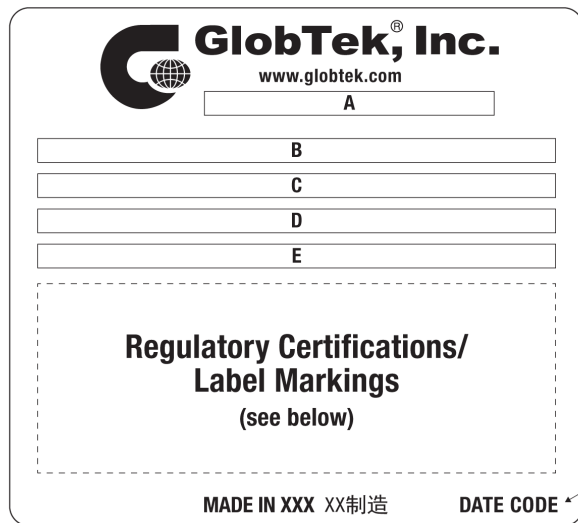 GlobTek,® Inc.
www.globtek.com
A
B
C
D
E
Regulatory Certifications/
Label Markings
(see below)
MADE IN XXX XX制造 DATE CODE